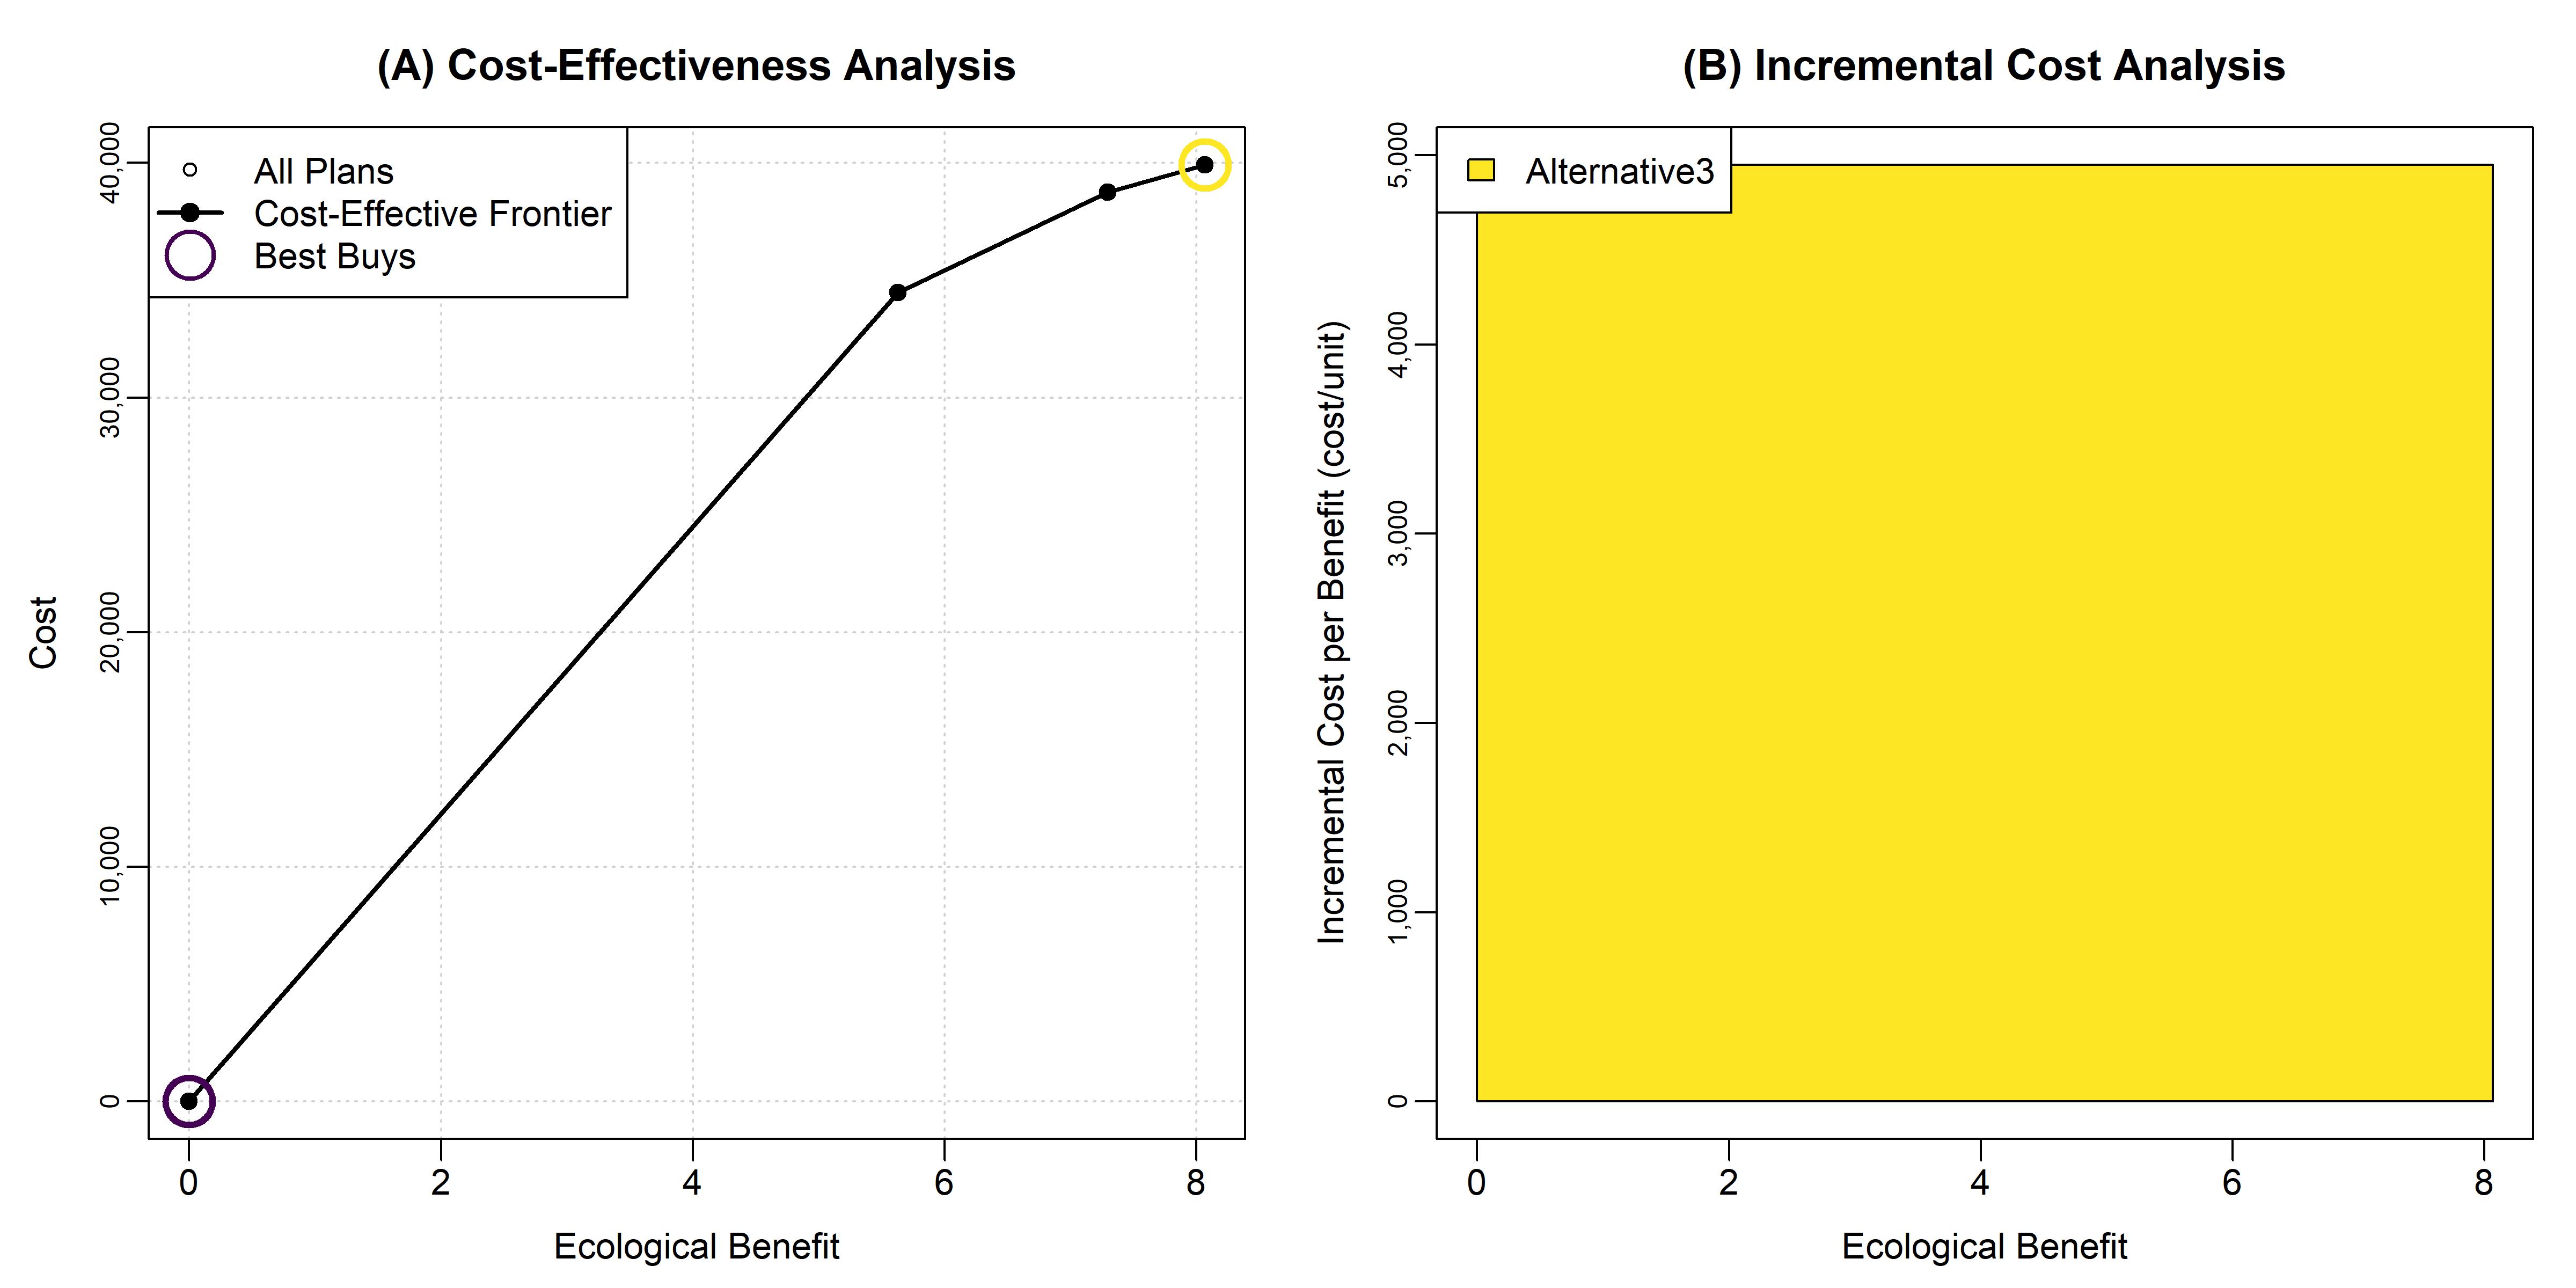 (A) Cost-Effectiveness Analysis
All Plans
Cost-Effective Frontier
Best Buys
Cost
40,000
30,000
20,000
10,000
0
0 2 4 6 8
Ecological Benefit
(B) Incremental Cost Analysis
Alternative3
Incremental Cost per Benefit (cost/unit)
5,000
4,000
3,000
2,000
1,000
0
0 2 4 6 8
Ecological Benefit